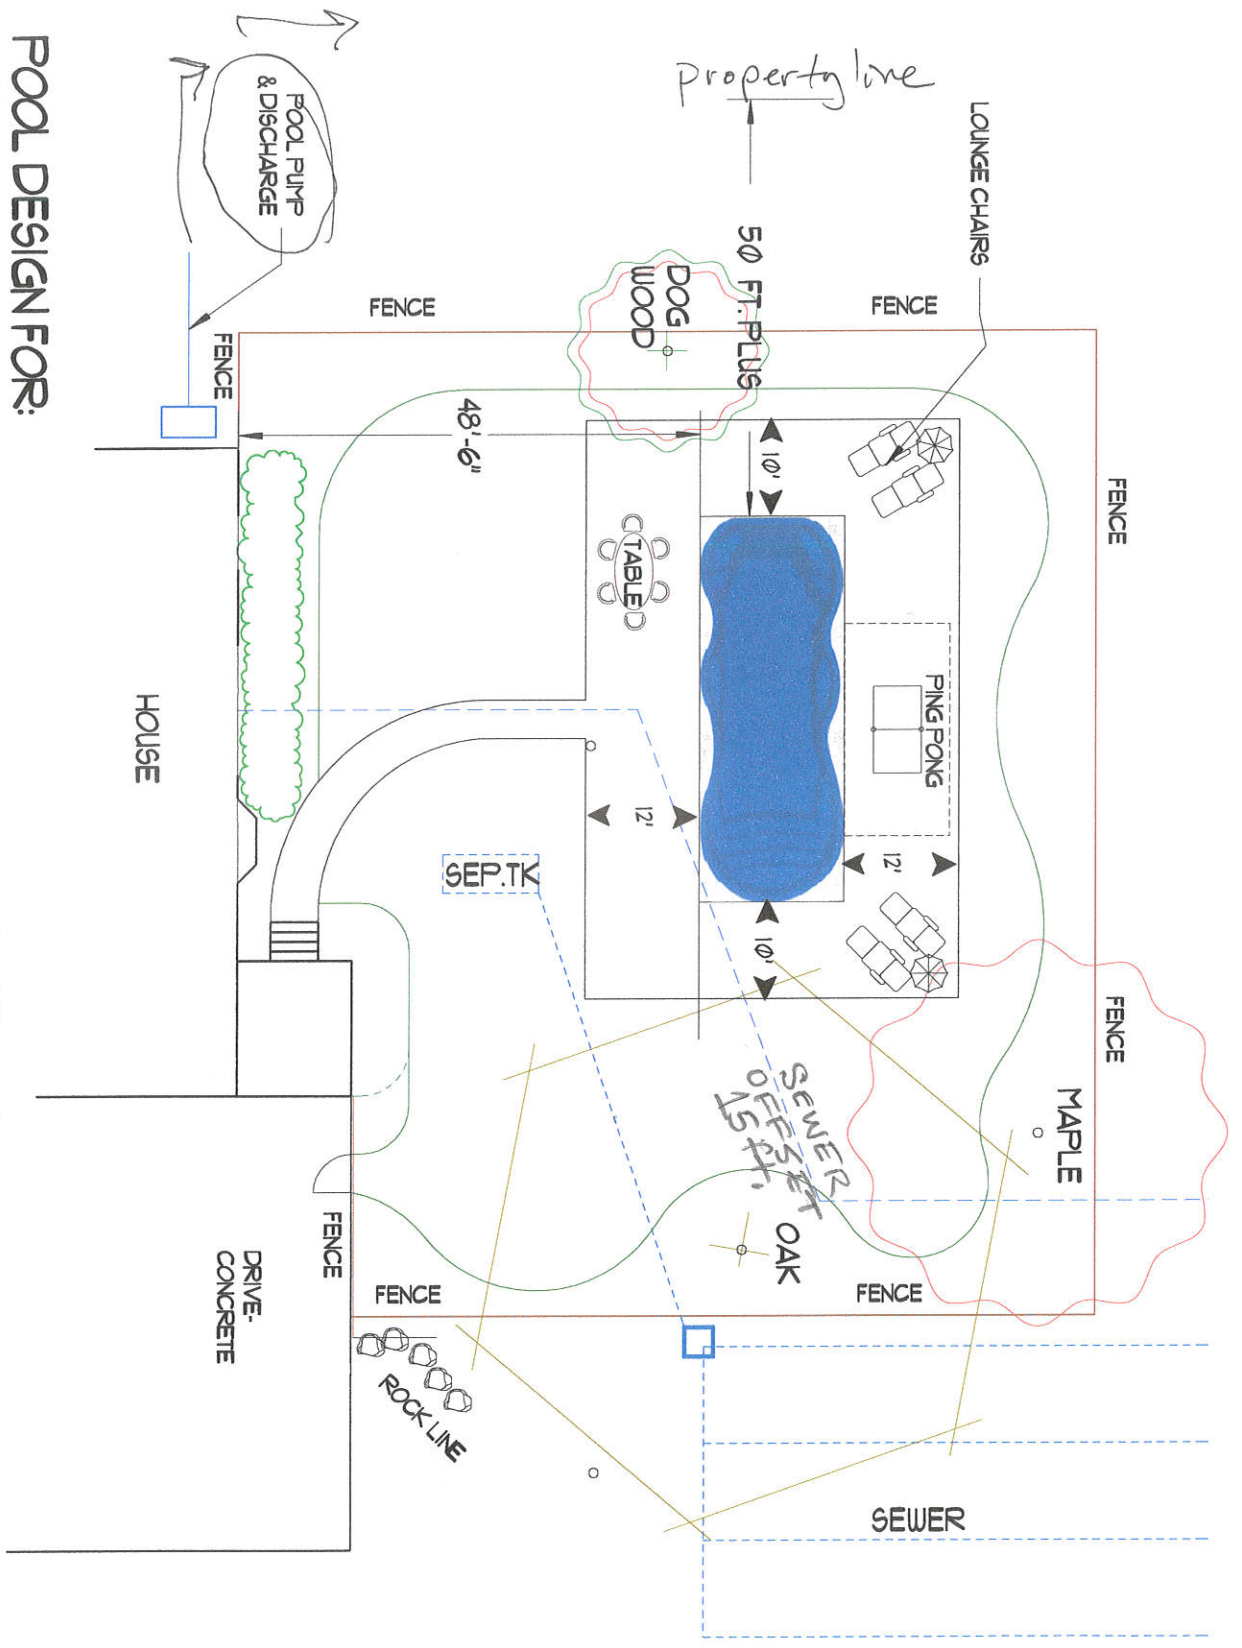 POOL DESIGN FOR:
POOL PUMP
& DISCHARGE
property line
50 FT. PLUS
LOUNGE CHAIRS
FENCE
FENCE
FENCE
DOG
WOOD
48'-6"
10'
TABLE
PING PONG
FENCE
HOUSE
12'
12'
SEP.TK
10'
FENCE
MAPLE
SEWER
OFFSET
15 ft.
OAK
FENCE
FENCE
FENCE
DRIVE-
CONCRETE
ROCK LINE
SEWER